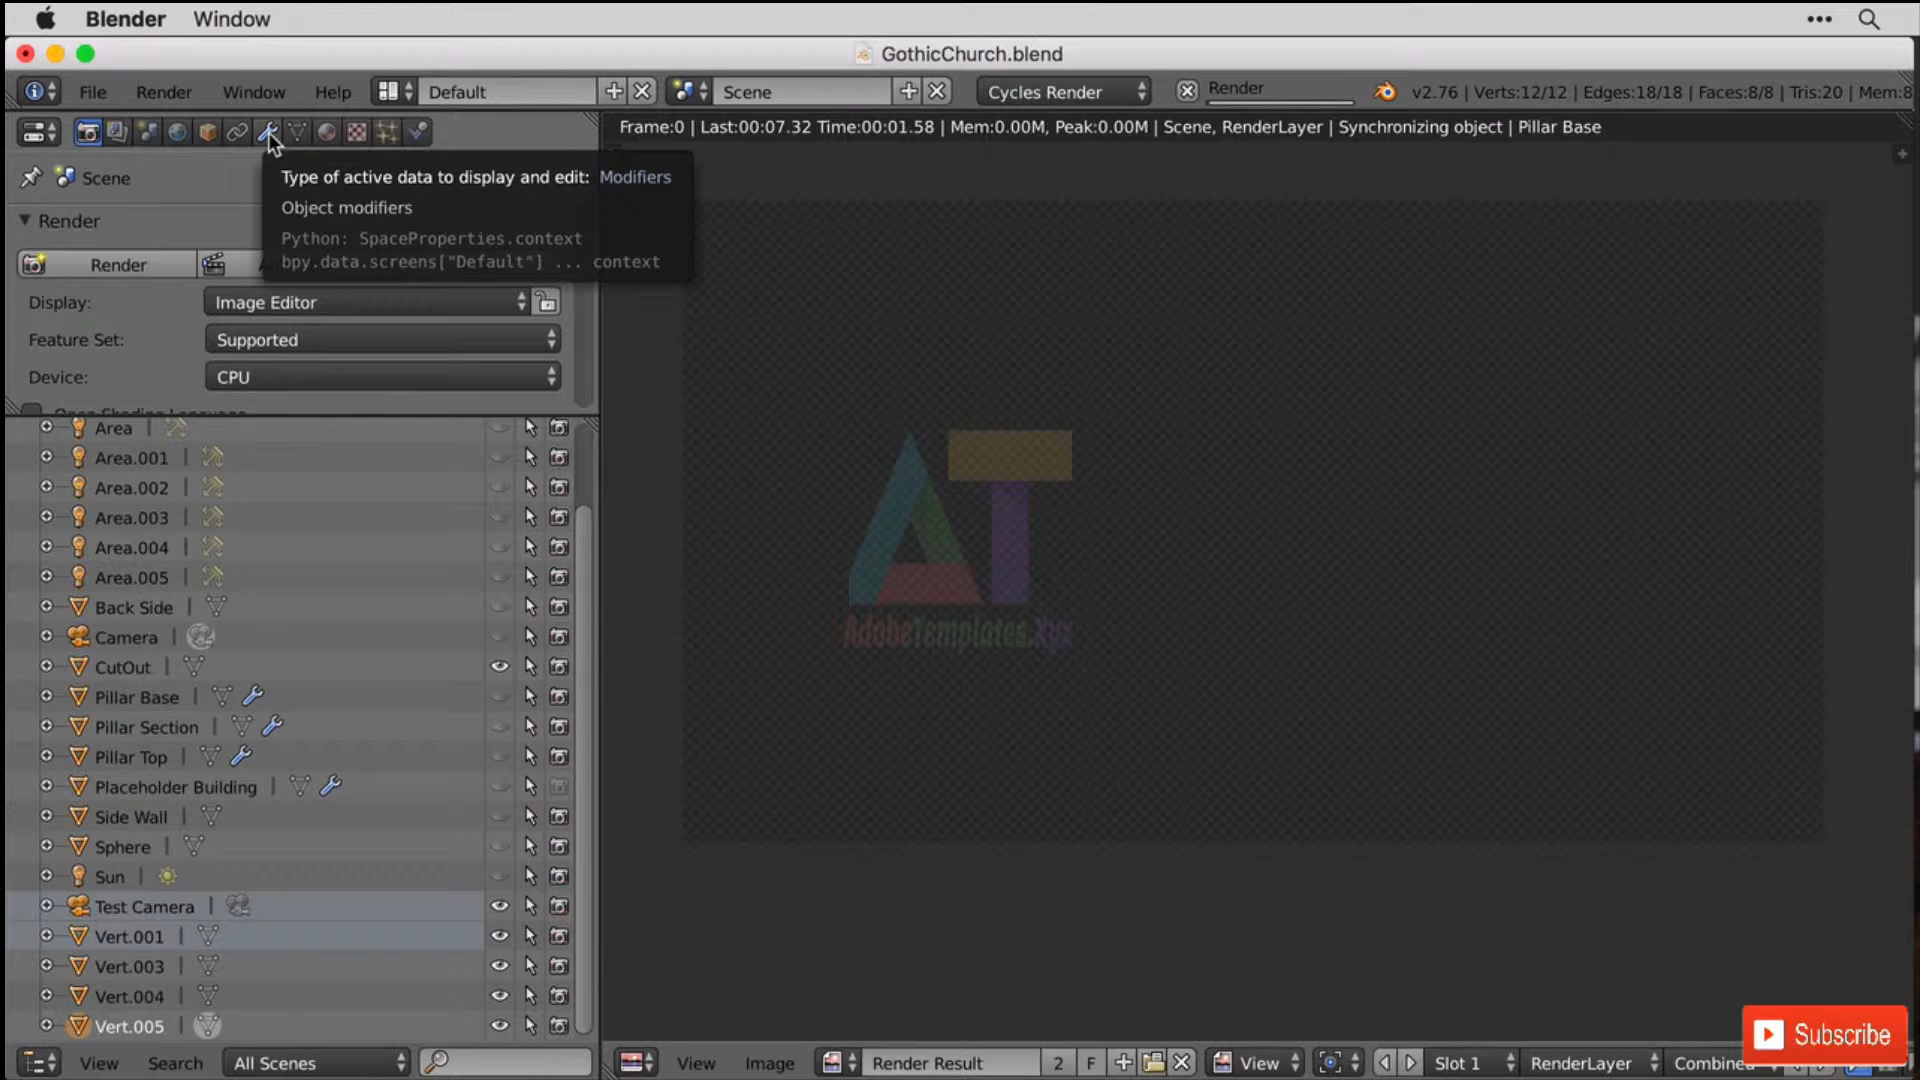 Blender Window
GothicChurch.blend
File Render Window Help Default Scene Cycles Render Render v2.76 | Verts:12/12 | Edges:18/18 | Faces:8/8 | Tris:20 | Mem:8
Frame:0 | Last:00:07.32 Time:00:01.58 | Mem:0.00M, Peak:0.00M | Scene, RenderLayer | Synchronizing object | Pillar Base
Scene
Type of active data to display and edit: Modifiers
Object modifiers
Python: SpaceProperties.context
bpy.data.screens["Default"] ... context
Render
Render
Display: Image Editor
Feature Set: Supported
Device: CPU
Open Shading Language
Area
Area.001
Area.002
Area.003
Area.004
Area.005
Back Side
Camera
CutOut
Pillar Base
Pillar Section
Pillar Top
Placeholder Building
Side Wall
Sphere
Sun
Test Camera
Vert.001
Vert.003
Vert.004
Vert.005
AT
AdobeTemplates.Xyz
Subscribe
View Search All Scenes View Image Render Result 2 F View Slot 1 RenderLayer Combined